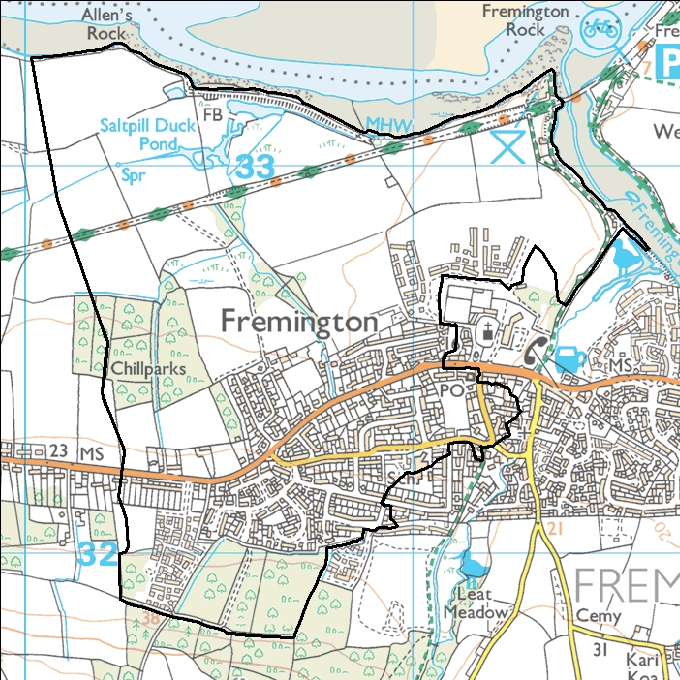 Allen's
Rock
Fremington
Rock
Fre
P
7
FB
MHW
Saltpill Duck
Pond
We
33
Spr
Freming
Fremington
Chillparks
MS
PO
23
MS
32
21
20
Leat
Meadow
FREM
38
Cemy
31
Kari
Koa